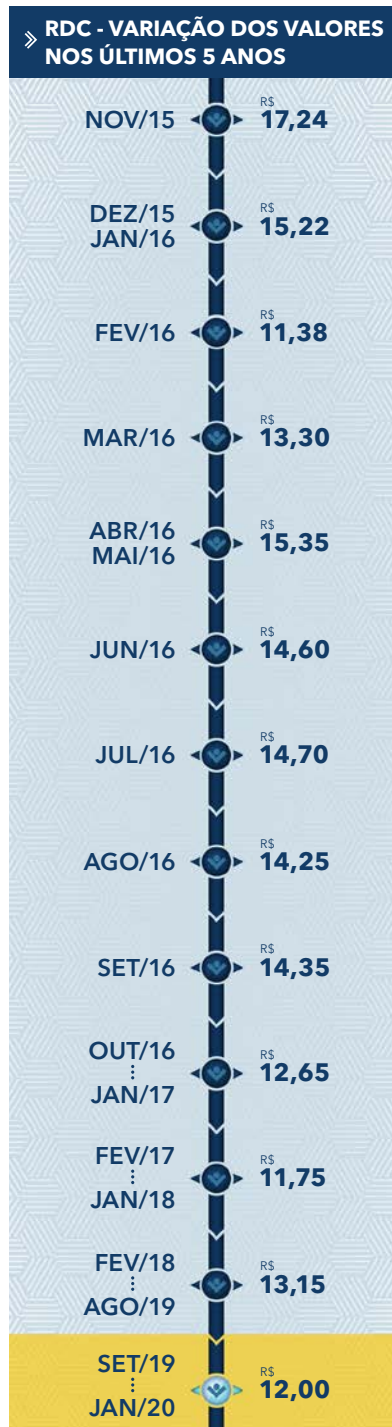 RDC - VARIAÇÃO DOS VALORES
NOS ÚLTIMOS 5 ANOS
NOV/15 R$ 17,24
DEZ/15
JAN/16 R$ 15,22
FEV/16 R$ 11,38
MAR/16 R$ 13,30
ABR/16
MAI/16 R$ 15,35
JUN/16 R$ 14,60
JUL/16 R$ 14,70
AGO/16 R$ 14,25
SET/16 R$ 14,35
OUT/16
JAN/17 R$ 12,65
FEV/17
JAN/18 R$ 11,75
FEV/18
AGO/19 R$ 13,15
SET/19
JAN/20 R$ 12,00